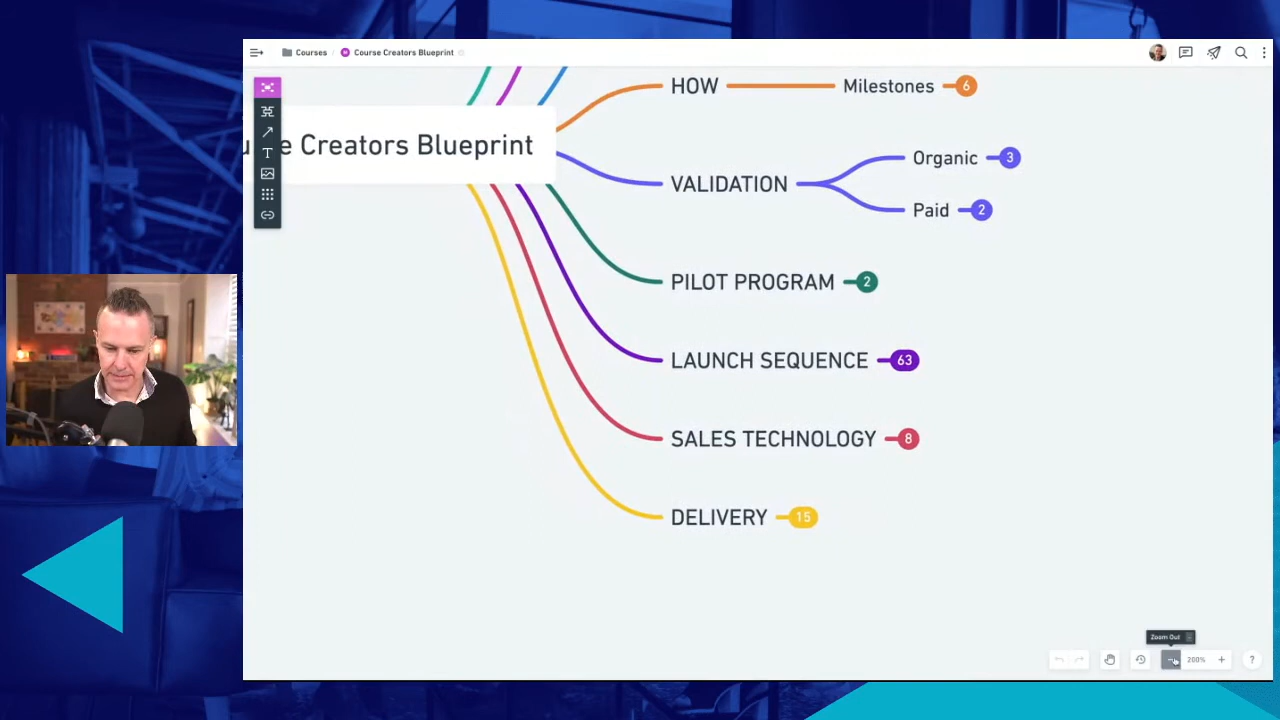 Courses / Course Creators Blueprint
HOW
Milestones
6
Creators Blueprint
T
VALIDATION
Organic
3
Paid
2
PILOT PROGRAM
2
LAUNCH SEQUENCE
63
SALES TECHNOLOGY
8
DELIVERY
15
Zoom Out
200%
?